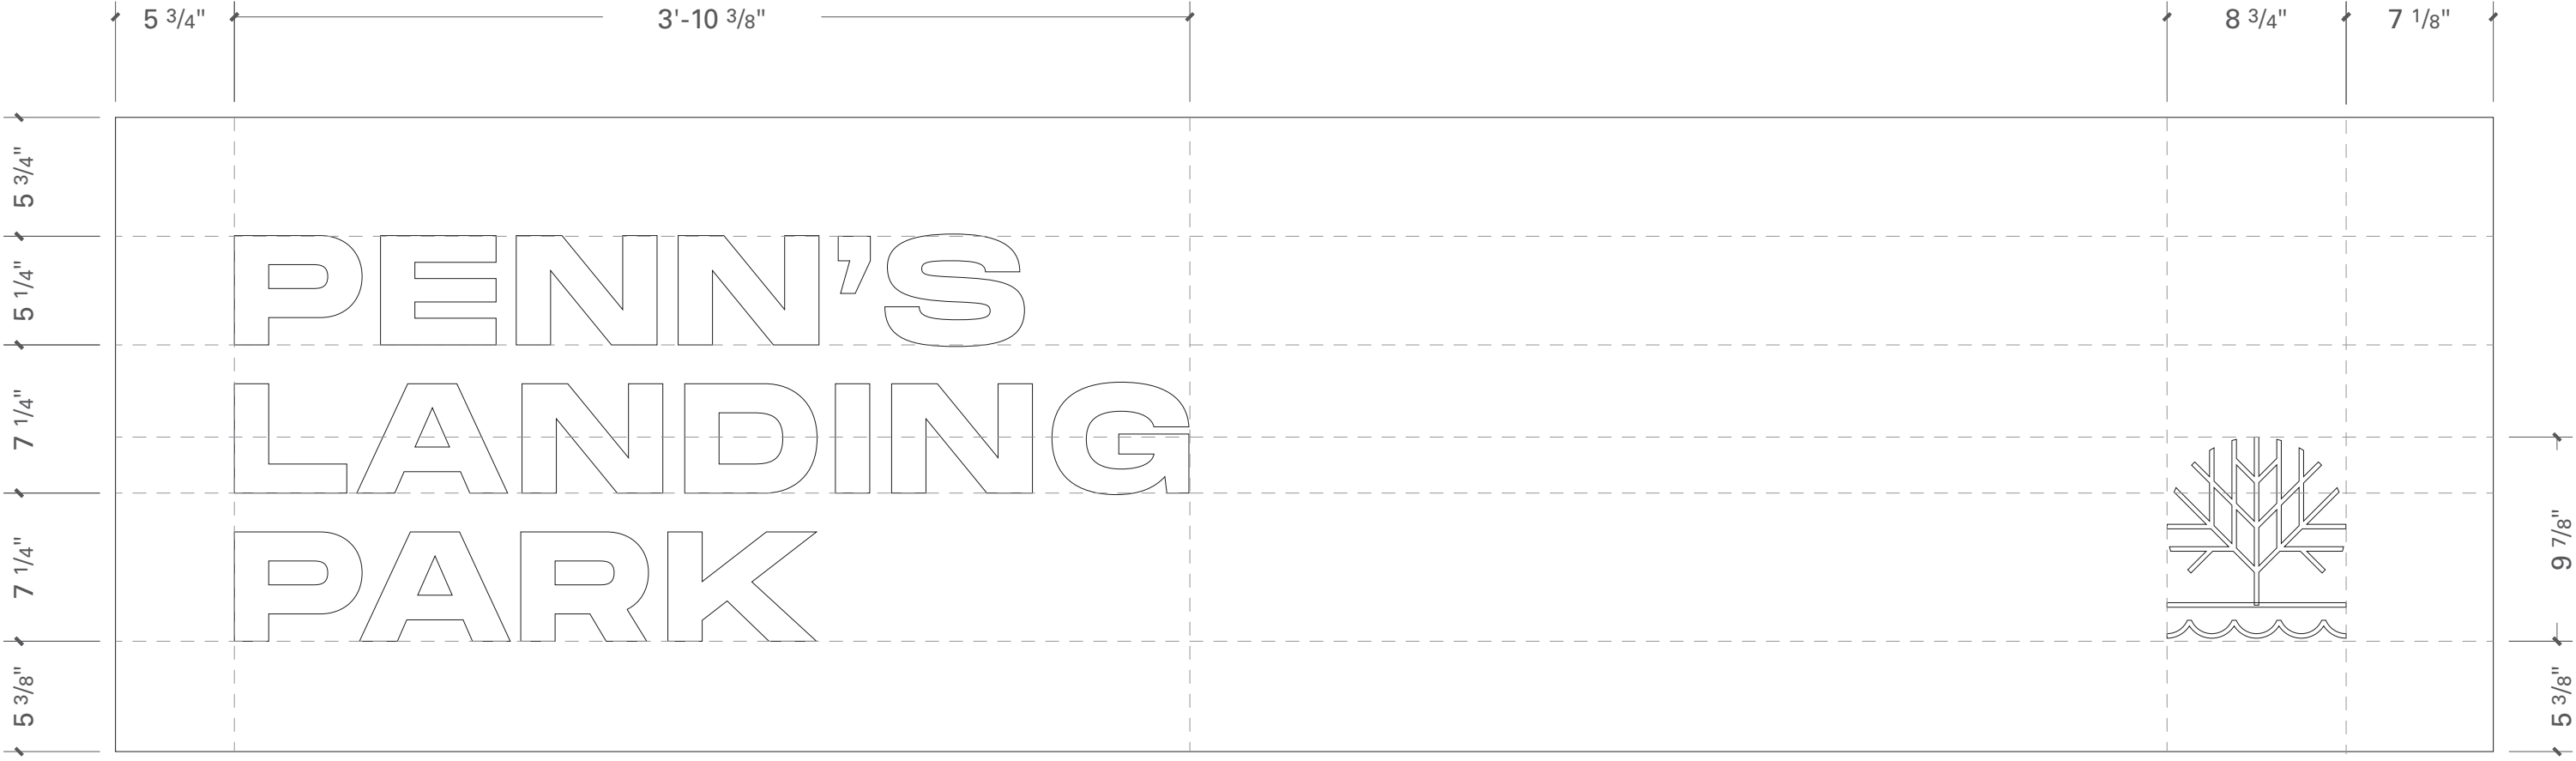 5 3/4" 3'-10 3/8" 8 3/4" 7 1/8"
5 3/4"
5 1/4"
PENN’S
7 1/4"
LANDING
7 1/4"
PARK
9 7/8"
5 3/8"
5 3/8"